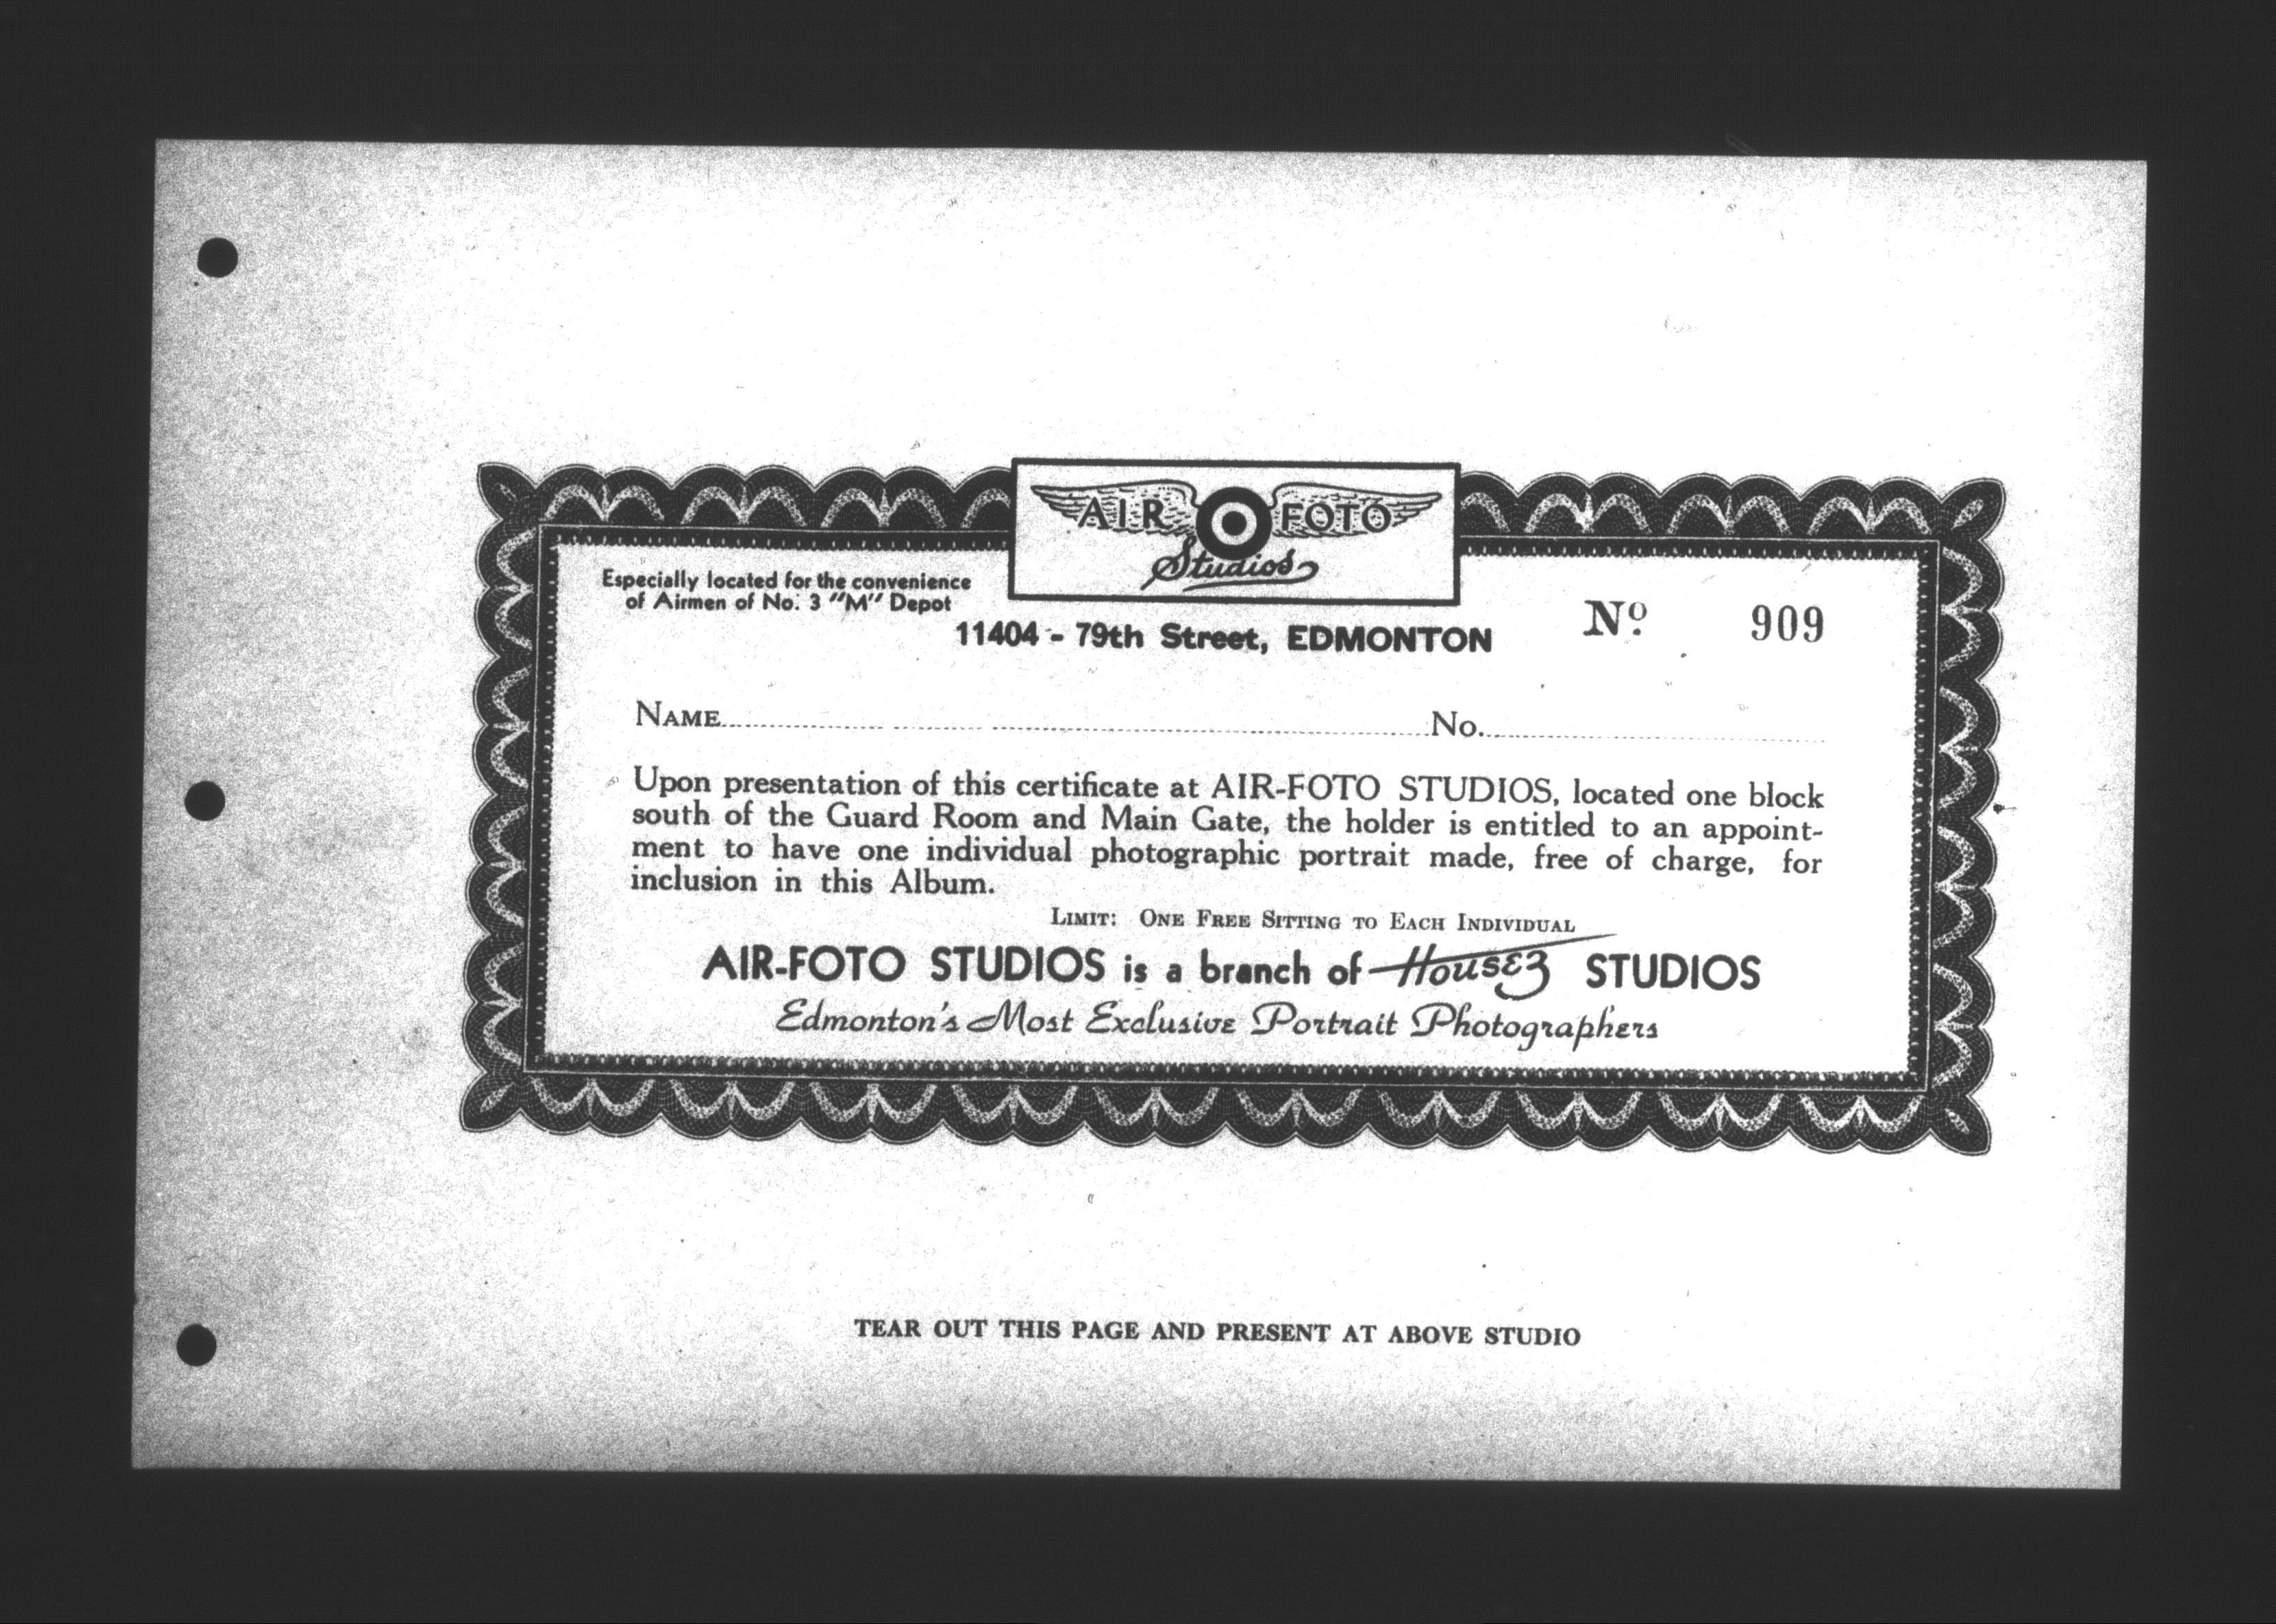 AIR FOTO
Studios
Especially located for the convenience
of Airmen of No. 3 "M" Depot
11404 - 79th Street, EDMONTON
Nº 909
NAME No.
Upon presentation of this certificate at AIR-FOTO STUDIOS, located one block
south of the Guard Room and Main Gate, the holder is entitled to an appoint-
ment to have one individual photographic portrait made, free of charge, for
inclusion in this Album.
LIMIT: ONE FREE SITTING TO EACH INDIVIDUAL
AIR-FOTO STUDIOS is a branch of Housez STUDIOS
Edmonton's Most Exclusive Portrait Photographers
TEAR OUT THIS PAGE AND PRESENT AT ABOVE STUDIO